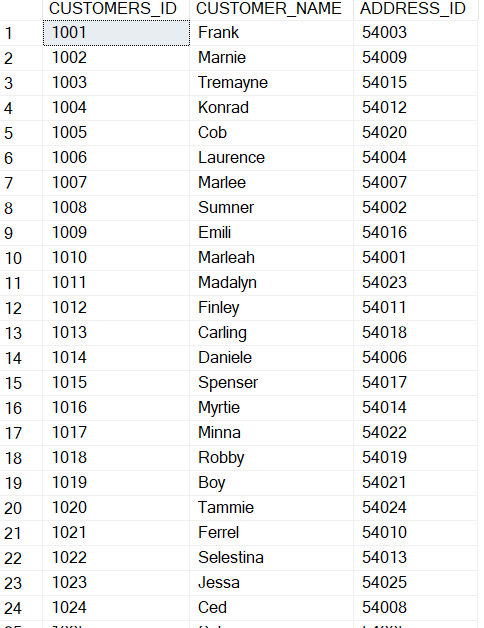 CUSTOMERS_ID CUSTOMER_NAME ADDRESS_ID
1 1001 Frank 54003
2 1002 Marnie 54009
3 1003 Tremayne 54015
4 1004 Konrad 54012
5 1005 Cob 54020
6 1006 Laurence 54004
7 1007 Marlee 54007
8 1008 Sumner 54002
9 1009 Emili 54016
10 1010 Marleah 54001
11 1011 Madalyn 54023
12 1012 Finley 54011
13 1013 Carling 54018
14 1014 Daniele 54006
15 1015 Spenser 54017
16 1016 Myrtie 54014
17 1017 Minna 54022
18 1018 Robby 54019
19 1019 Boy 54021
20 1020 Tammie 54024
21 1021 Ferrel 54010
22 1022 Selestina 54013
23 1023 Jessa 54025
24 1024 Ced 54008